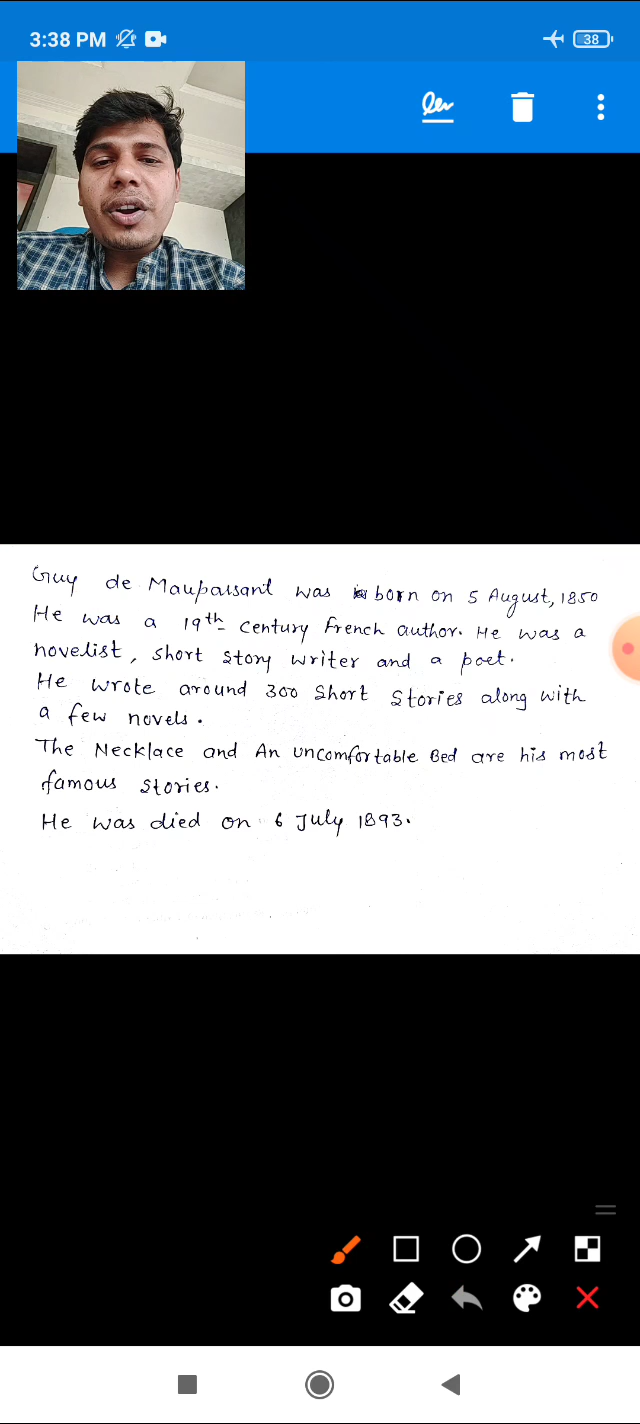 3:38 PM
38
Guy de Maupassant was born on 5 August, 1850
He was a 19th century french author. He was a
novelist, short story writer and a poet.
He wrote around 300 short stories along with
a few novels.
The Necklace and An uncomfortable Bed are his most
famous stories.
He was died on 6 July 1893.